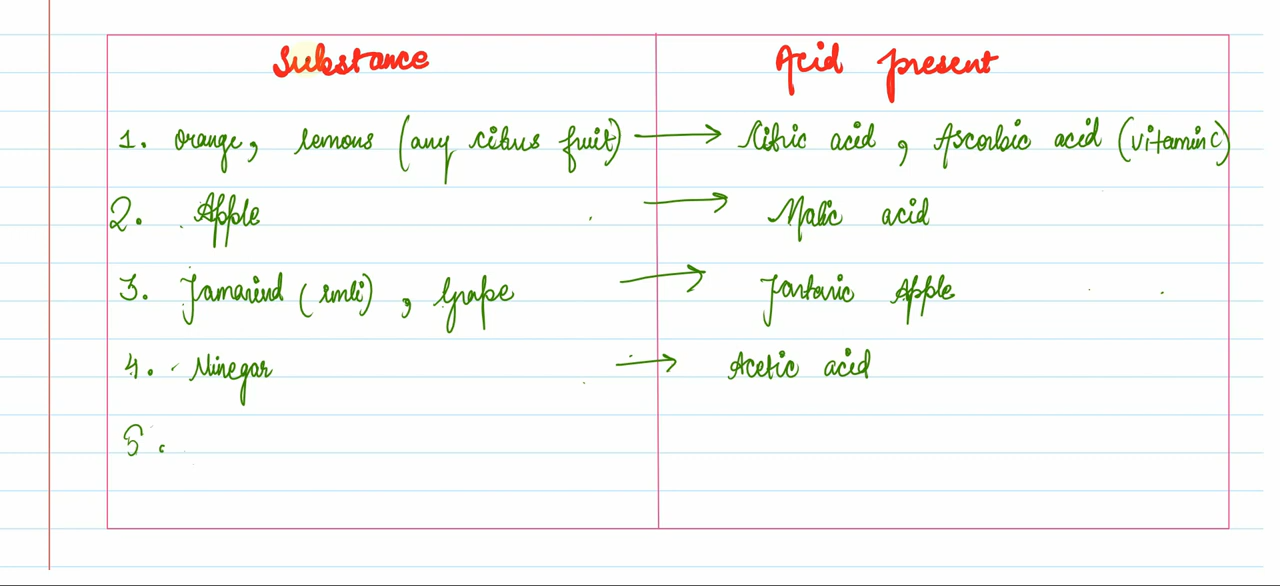 Substance Acid present
1. orange, lemons (any citrus fruit) → Citric acid, Ascorbic acid (vitamin C)
2. Apple → Malic acid
3. Tamarind (imli), Grape → Tartaric Apple
4. Vinegar → Acetic acid
5.